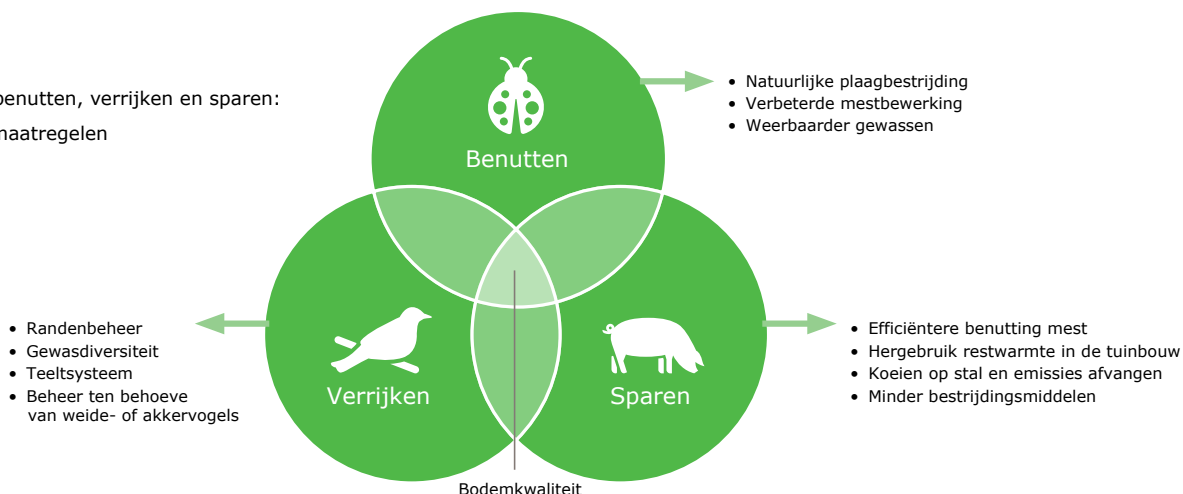 benutten, verrijken en sparen:
maatregelen
Benutten
• Natuurlijke plaagbestrijding
• Verbeterde mestbewerking
• Weerbaarder gewassen
• Randenbeheer
• Gewasdiversiteit
• Teeltsysteem
• Beheer ten behoeve
van weide- of akkervogels
Verrijken
Sparen
• Efficiëntere benutting mest
• Hergebruik restwarmte in de tuinbouw
• Koeien op stal en emissies afvangen
• Minder bestrijdingsmiddelen
Bodemkwaliteit